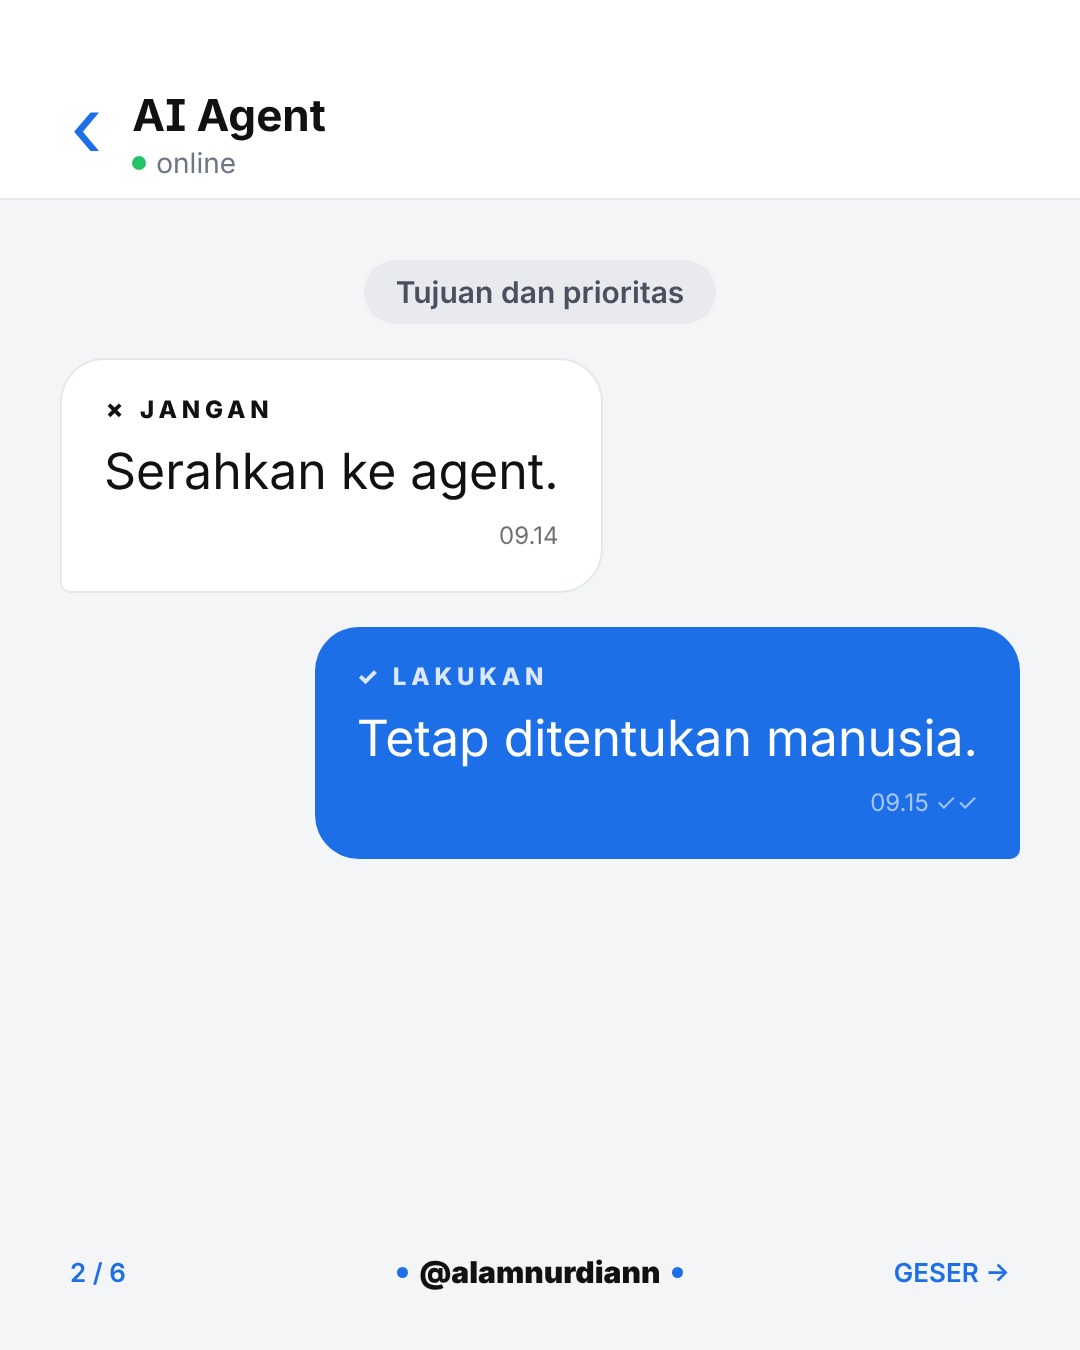 AI Agent
online
Tujuan dan prioritas
× JANGAN
Serahkan ke agent.
09.14
✓ LAKUKAN
Tetap ditentukan manusia.
09.15 ✓✓
2 / 6
• @alamnurdiann •
GESER →